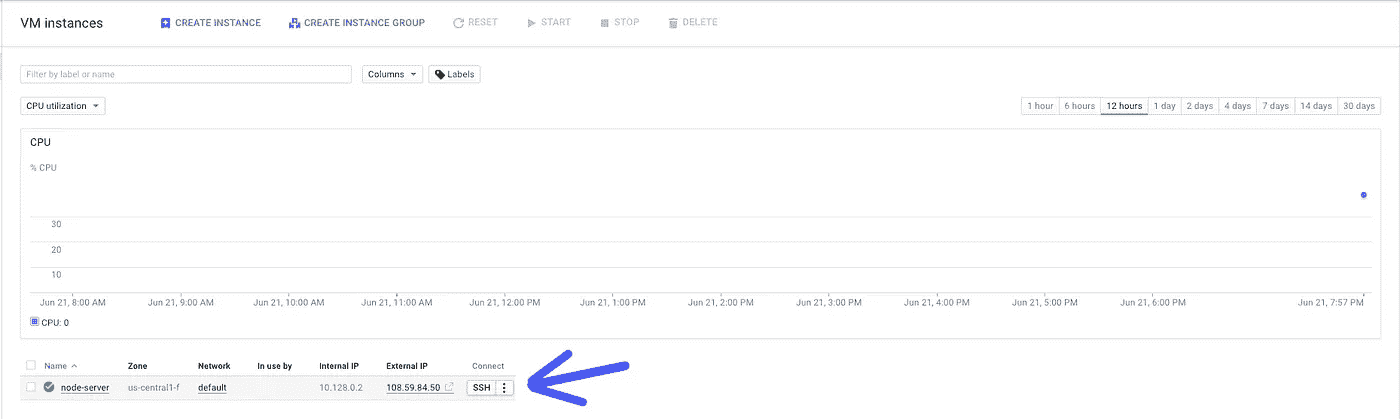 VM instances CREATE INSTANCE CREATE INSTANCE GROUP RESET START STOP DELETE
Filter by label or name Columns Labels
CPU utilization 1 hour 6 hours 12 hours 1 day 2 days 4 days 7 days 14 days 30 days
CPU
% CPU
30
20
10
Jun 21, 8:00 AM Jun 21, 9:00 AM Jun 21, 10:00 AM Jun 21, 11:00 AM Jun 21, 12:00 PM Jun 21, 1:00 PM Jun 21, 2:00 PM Jun 21, 3:00 PM Jun 21, 4:00 PM Jun 21, 5:00 PM Jun 21, 6:00 PM Jun 21, 7:57 PM
CPU: 0
Name Zone Network In use by Internal IP External IP Connect
node-server us-central1-f default 10.128.0.2 108.59.84.50 SSH